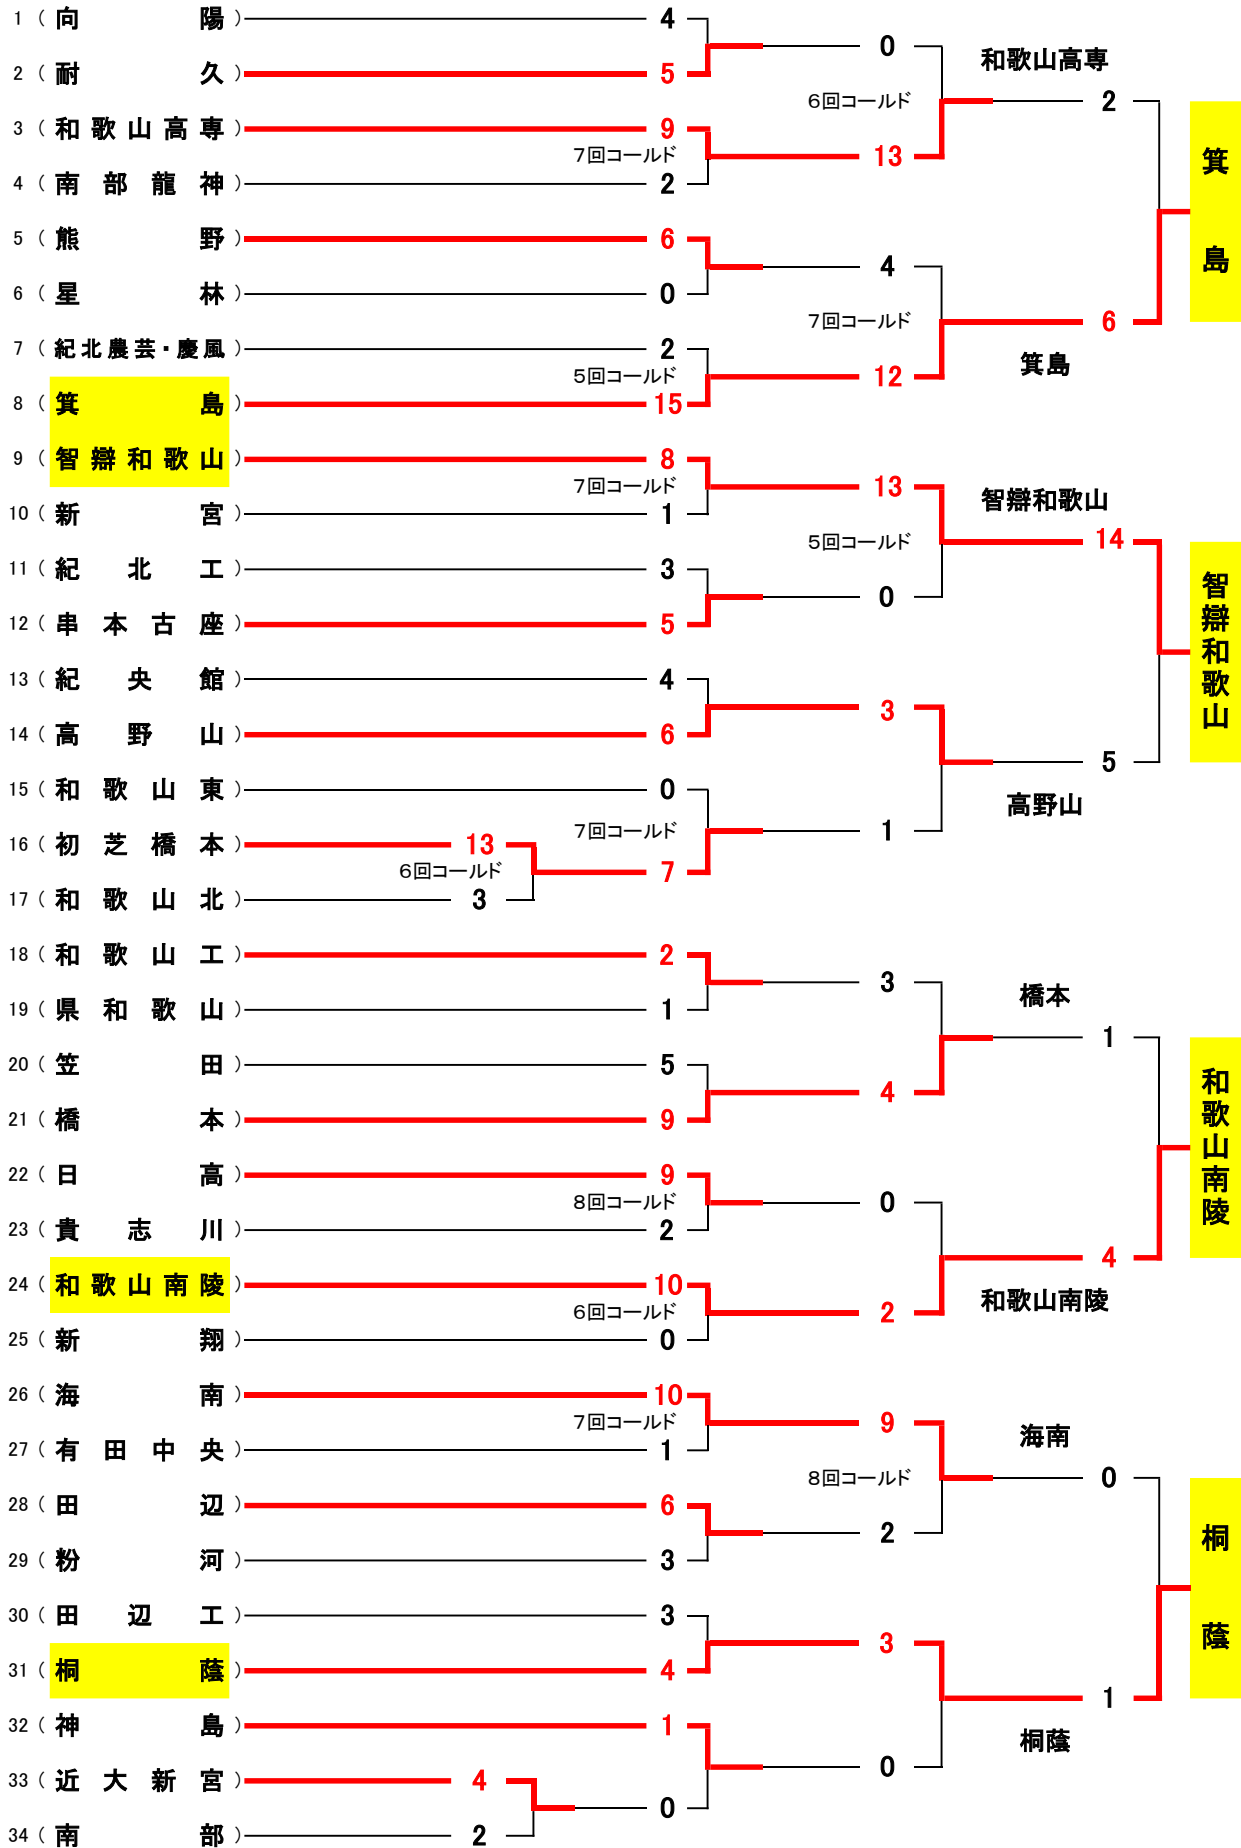 1 ( 向陽 ) 4
0
和歌山高専
2 ( 耐久 ) 5
6回コールド
2
3 ( 和歌山高専 ) 9
7回コールド
13
箕島
4 ( 南部龍神 ) 2
5 ( 熊野 ) 6
4
6 ( 星林 ) 0
7回コールド
6
7 ( 紀北農芸・慶風 ) 2
箕島
5回コールド
12
8 ( 箕島 ) 15
9 ( 智辯和歌山 ) 8
7回コールド
13
智辯和歌山
10 ( 新宮 ) 1
5回コールド
14
11 ( 紀北工 ) 3
0
12 ( 串本古座 ) 5
智辯和歌山
13 ( 紀央館 ) 4
3
14 ( 高野山 ) 6
5
15 ( 和歌山東 ) 0
高野山
7回コールド
1
16 ( 初芝橋本 ) 13
6回コールド
7
17 ( 和歌山北 ) 3
18 ( 和歌山工 ) 2
3
橋本
19 ( 県和歌山 ) 1
1
20 ( 笠田 ) 5
4
21 ( 橋本 ) 9
和歌山南陵
22 ( 日高 ) 9
8回コールド
0
23 ( 貴志川 ) 2
4
24 ( 和歌山南陵 ) 10
6回コールド
2
和歌山南陵
25 ( 新翔 ) 0
26 ( 海南 ) 10
7回コールド
9
海南
27 ( 有田中央 ) 1
8回コールド
0
28 ( 田辺 ) 6
2
29 ( 粉河 ) 3
桐蔭
30 ( 田辺工 ) 3
3
31 ( 桐蔭 ) 4
1
32 ( 神島 ) 1
桐蔭
0
33 ( 近大新宮 ) 4
0
34 ( 南部 ) 2